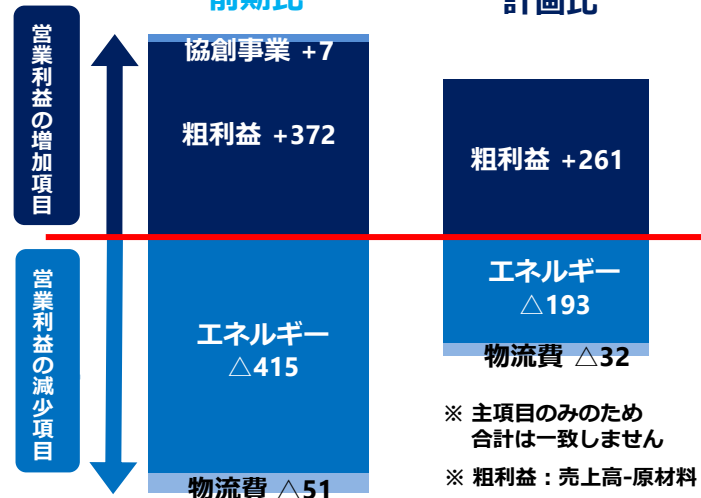 前期比
計画比
営業利益の増加項目
協創事業 +7
粗利益 +372
粗利益 +261
営業利益の減少項目
エネルギー
△415
物流費 △51
エネルギー
△193
物流費 △32
※ 主項目のみのため
合計は一致しません
※ 粗利益：売上高-原材料